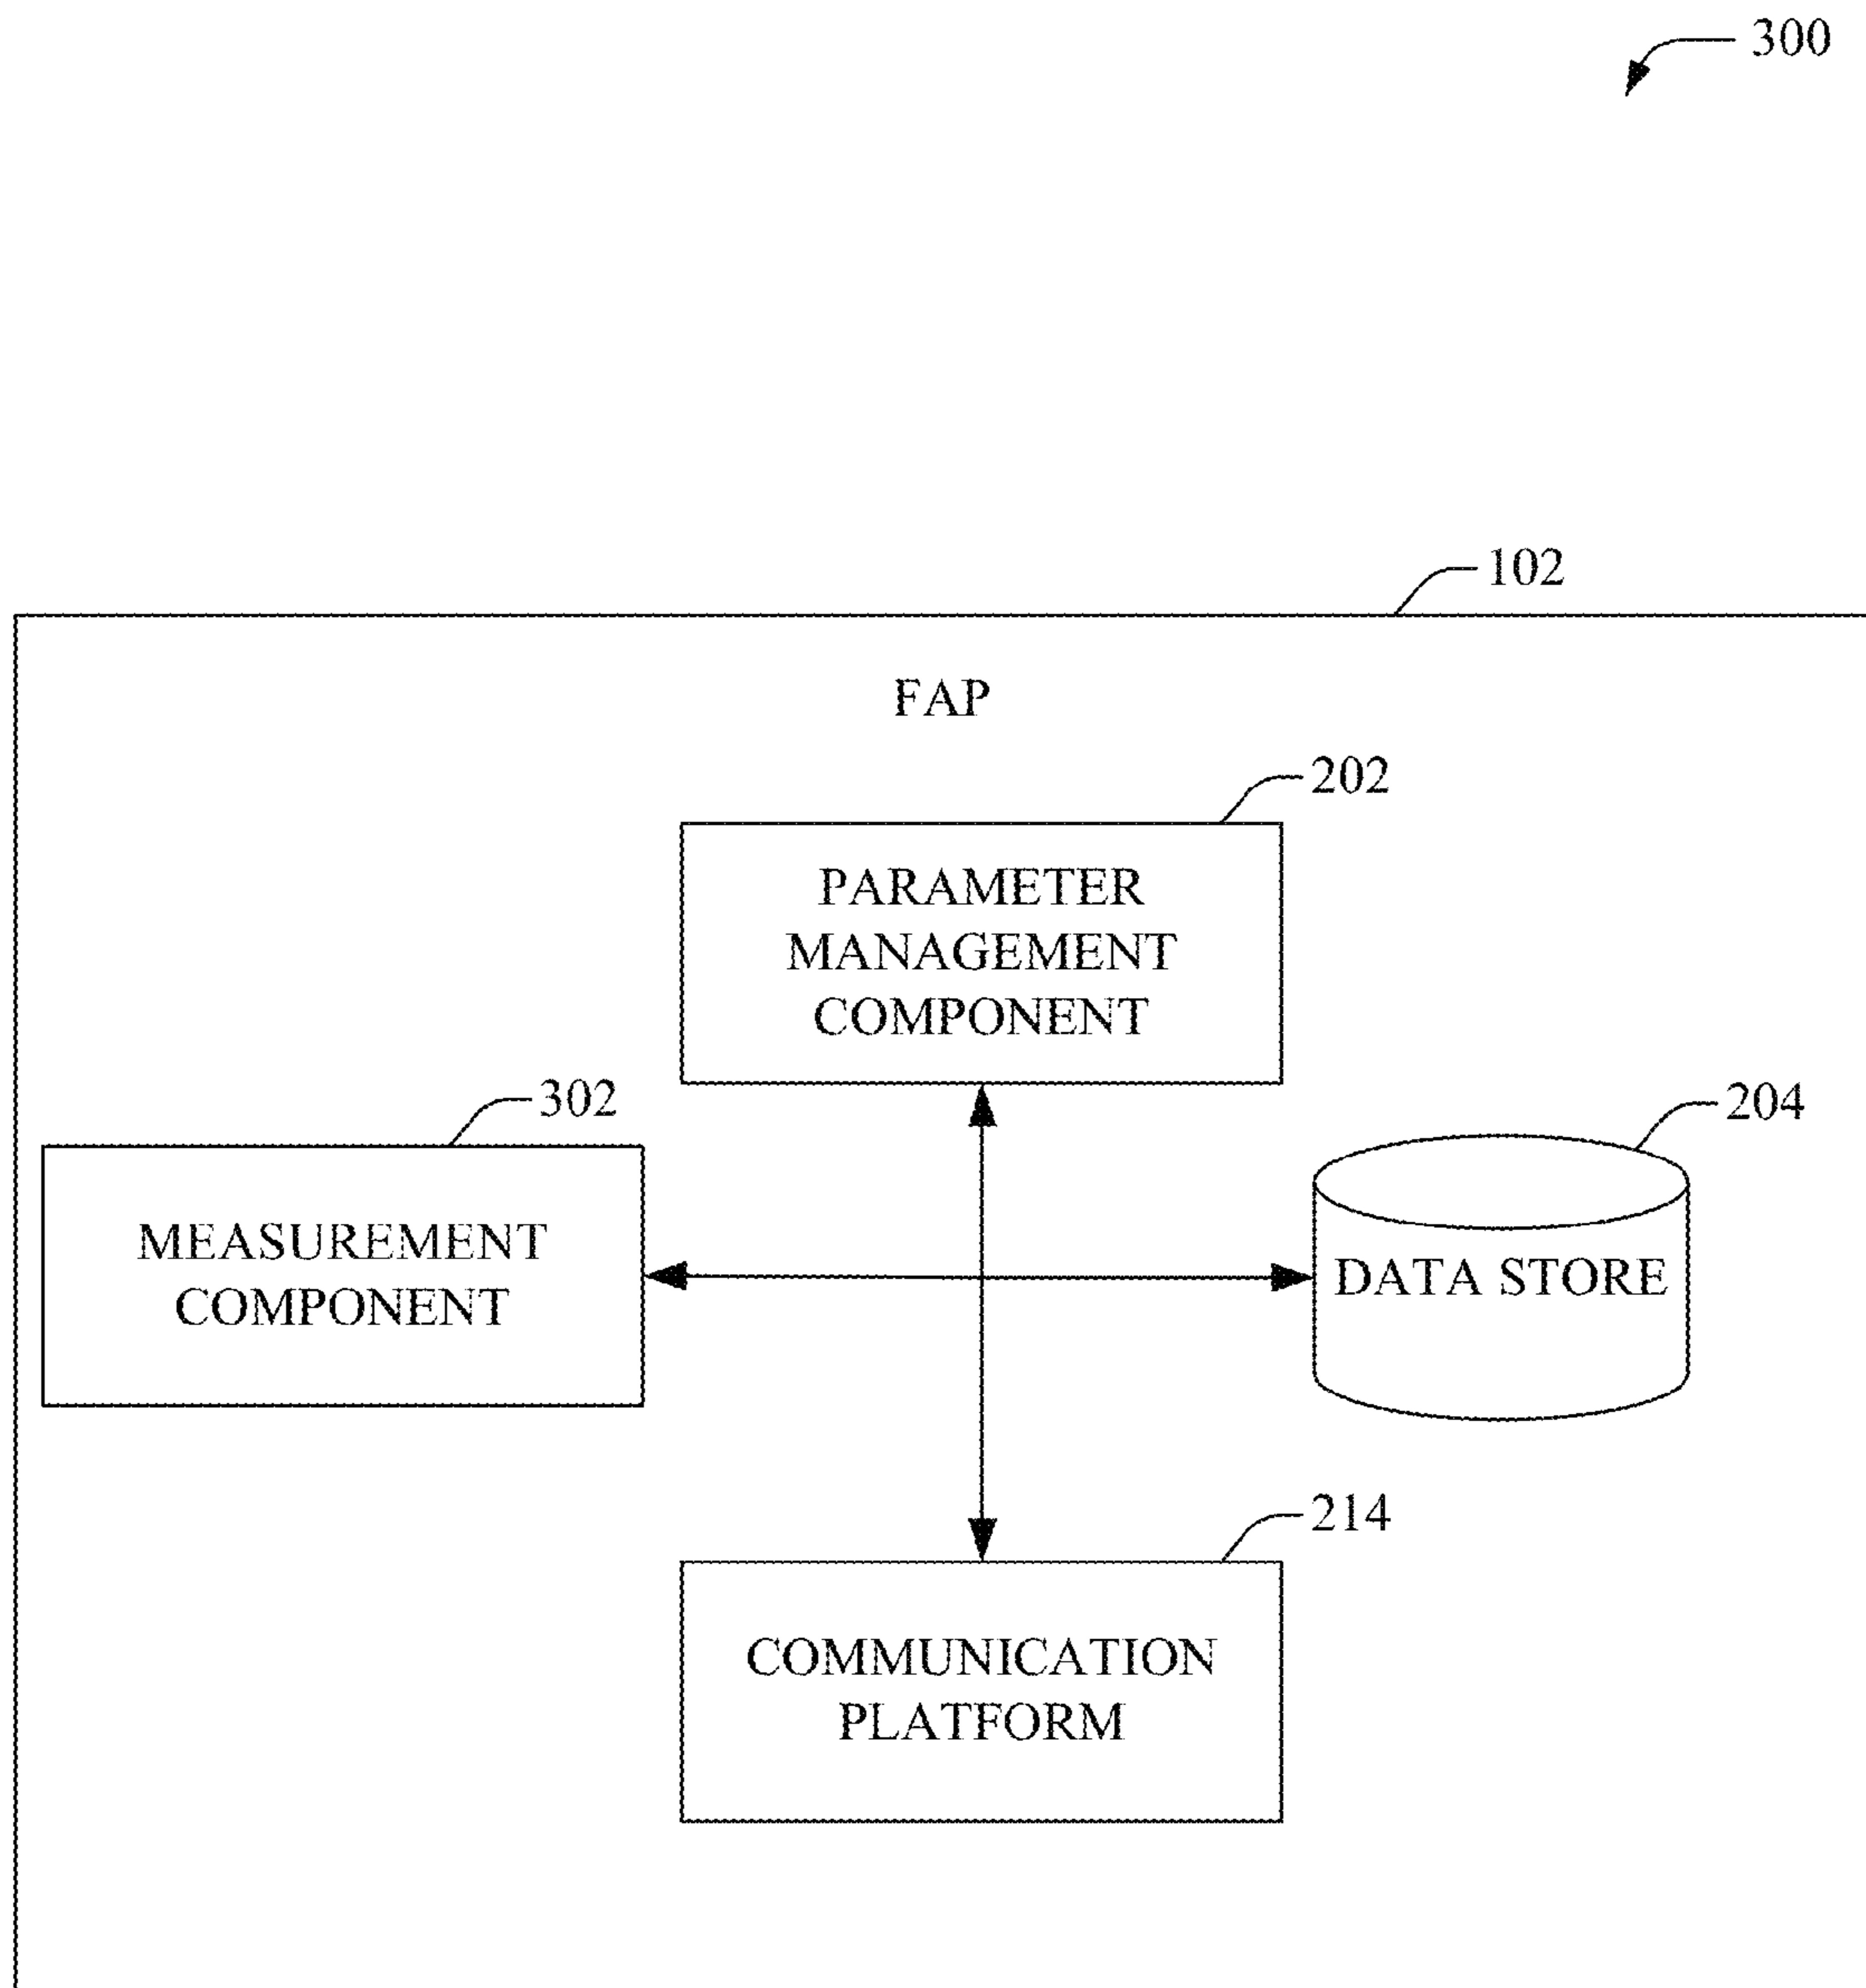 300
102
FAP
202
PARAMETER
MANAGEMENT
COMPONENT
302
MEASUREMENT
COMPONENT
204
DATA STORE
214
COMMUNICATION
PLATFORM